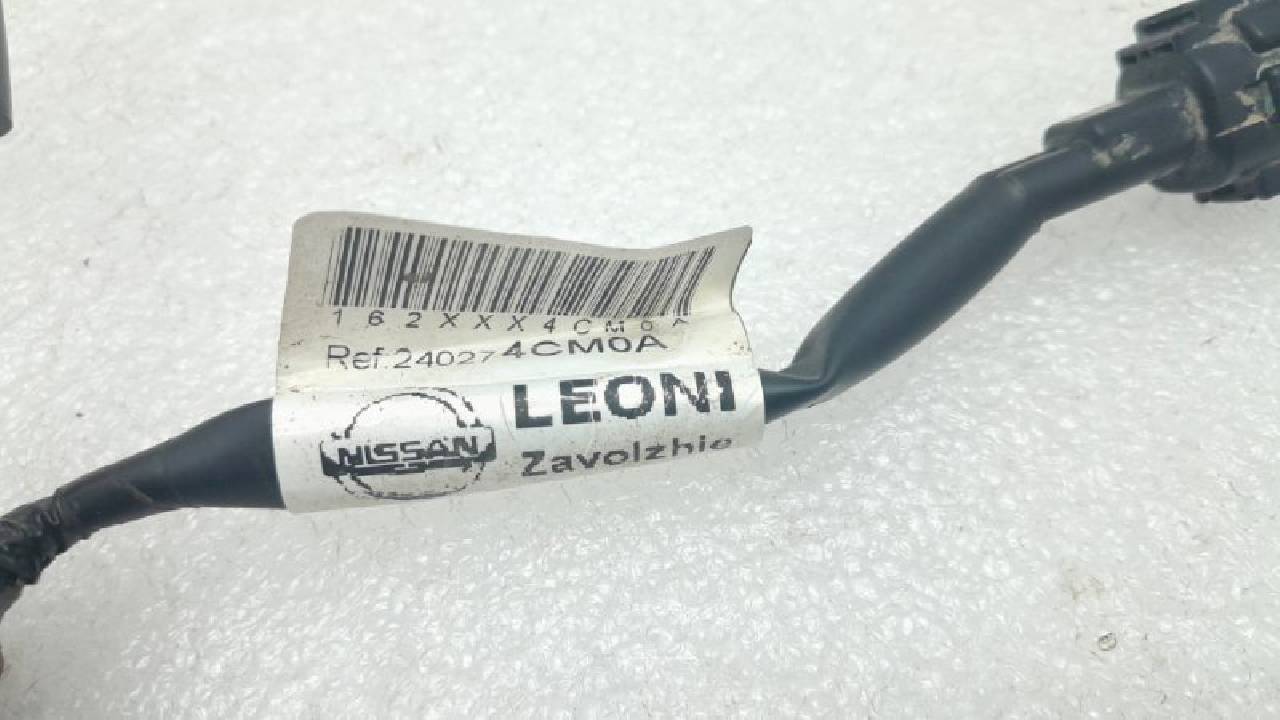 162XXX4CM0A
Ref.240274CM0A
NISSAN
LEONI
Zavolzhie